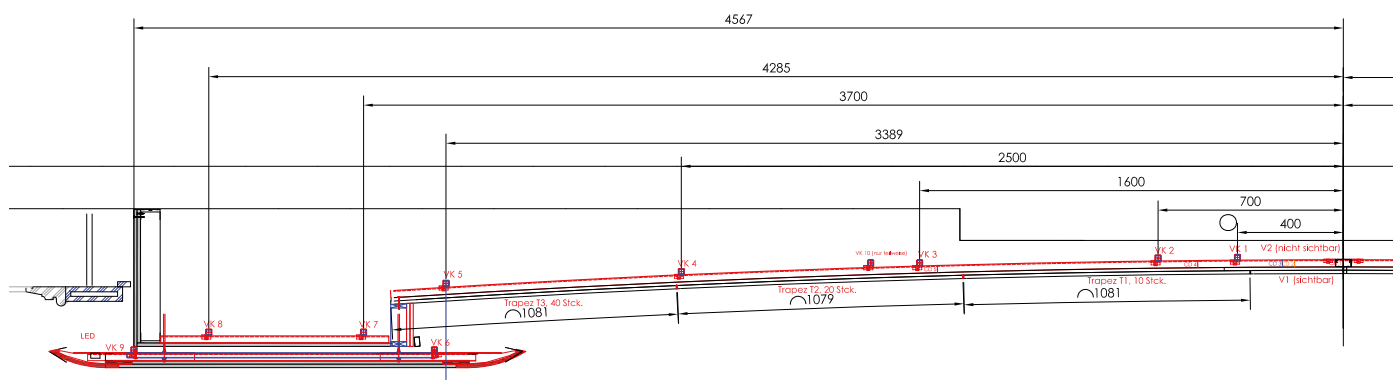 4567
4285
3700
3389
2500
1600
700
400
VK 10 (nur teilweise)
VK 3
VK 2
VK 1
V2 (nicht sichtbar)
VK 4
VK 5
V1 (sichtbar)
Trapez T3, 40 Stck.
Trapez T2, 20 Stck.
Trapez T1, 10 Stck.
1081
1079
1081
VK 8
VK 7
LED
VK 9
VK 6